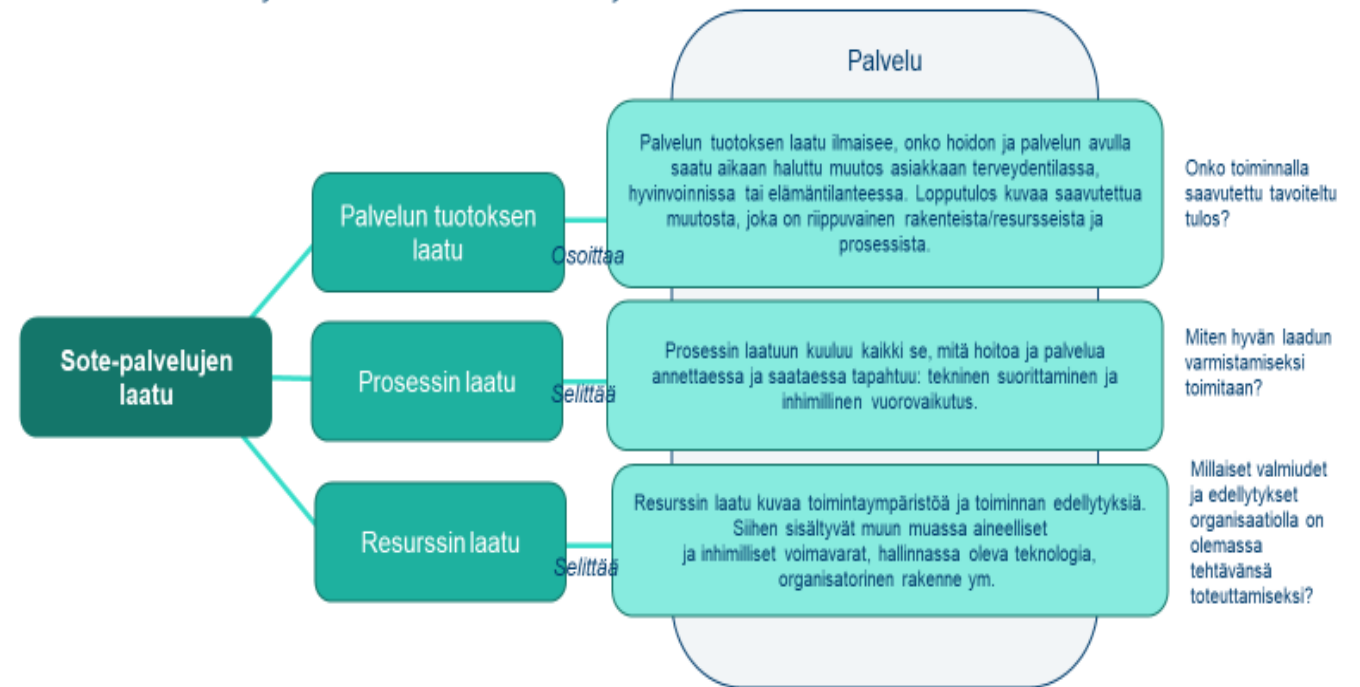 Palvelu
Palvelun tuotoksen laatu ilmaisee, onko hoidon ja palvelun avulla
saatu aikaan haluttu muutos asiakkaan terveydentilassa,
hyvinvoinnissa tai elämäntilanteessa. Lopputulos kuvaa saavutettua
muutosta, joka on riippuvainen rakenteista/resursseista ja
prosessista.
Onko toiminnalla
saavutettu tavoiteltu
tulos?
Palvelun tuotoksen
laatu
Osoittaa
Sote-palvelujen
laatu
Prosessin laatu
Selittää
Prosessin laatuun kuuluu kaikki se, mitä hoitoa ja palvelua
annettaessa ja saataessa tapahtuu: tekninen suorittaminen ja
inhimillinen vuorovaikutus.
Miten hyvän laadun
varmistamiseksi
toimitaan?
Resurssin laatu
Selittää
Resurssin laatu kuvaa toimintaympäristöä ja toiminnan edellytyksiä.
Siihen sisältyvät muun muassa aineelliset
ja inhimilliset voimavarat, hallinnassa oleva teknologia,
organisatorinen rakenne ym.
Millaiset valmiudet
ja edellytykset
organisaatiolla on
olemassa
tehtävänsä
toteuttamiseksi?